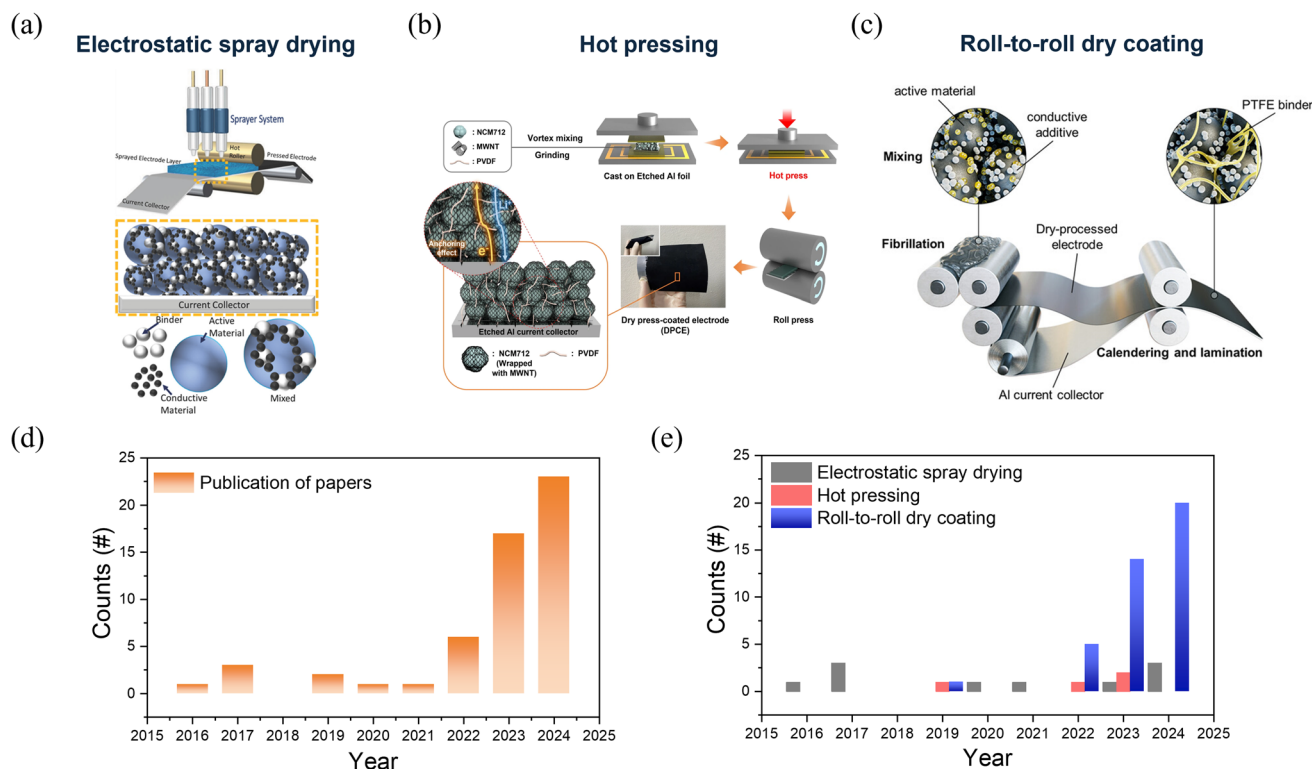 (a)
Electrostatic spray drying
Sprayer System
Sprayed Electrode Layer
Hot
Roller
Pressed Electrode
Current Collector
Current Collector
Binder
Active
Material
Conductive
Material
Mixed
(b)
Hot pressing
: NCM712
: MWNT
: PVDF
Vortex mixing
Grinding
Cast on Etched Al foil
Hot press
Anchoring
effect
e-
Li+
Etched Al current collector
: NCM712
(Wrapped
with MWNT)
: PVDF
Dry press-coated electrode
(DPCE)
Roll press
(c)
Roll-to-roll dry coating
active material
conductive
additive
PTFE binder
Mixing
Fibrillation
Dry-processed
electrode
Calendering and lamination
Al current collector
(d)
Publication of papers
Counts (#)
25
20
15
10
5
0
2015 2016 2017 2018 2019 2020 2021 2022 2023 2024 2025
Year
(e)
Electrostatic spray drying
Hot pressing
Roll-to-roll dry coating
Counts (#)
25
20
15
10
5
0
2015 2016 2017 2018 2019 2020 2021 2022 2023 2024 2025
Year